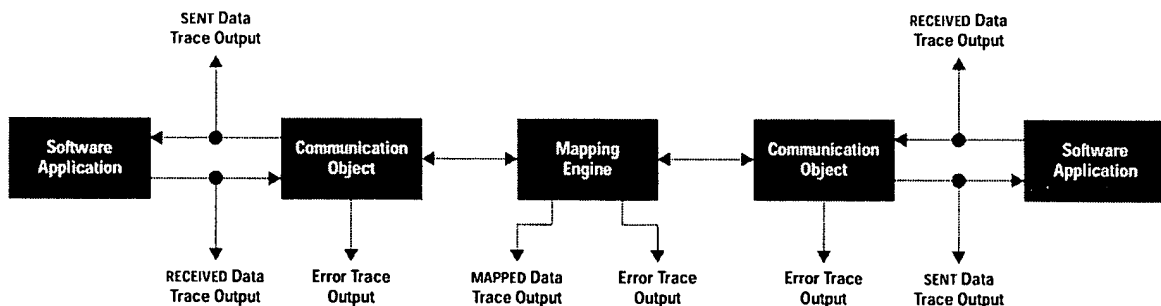 SENT Data
Trace Output
RECEIVED Data
Trace Output
Software
Application
Communication
Object
Mapping
Engine
Communication
Object
Software
Application
RECEIVED Data
Trace Output
Error Trace
Output
MAPPED Data
Trace Output
Error Trace
Output
Error Trace
Output
SENT Data
Trace Output